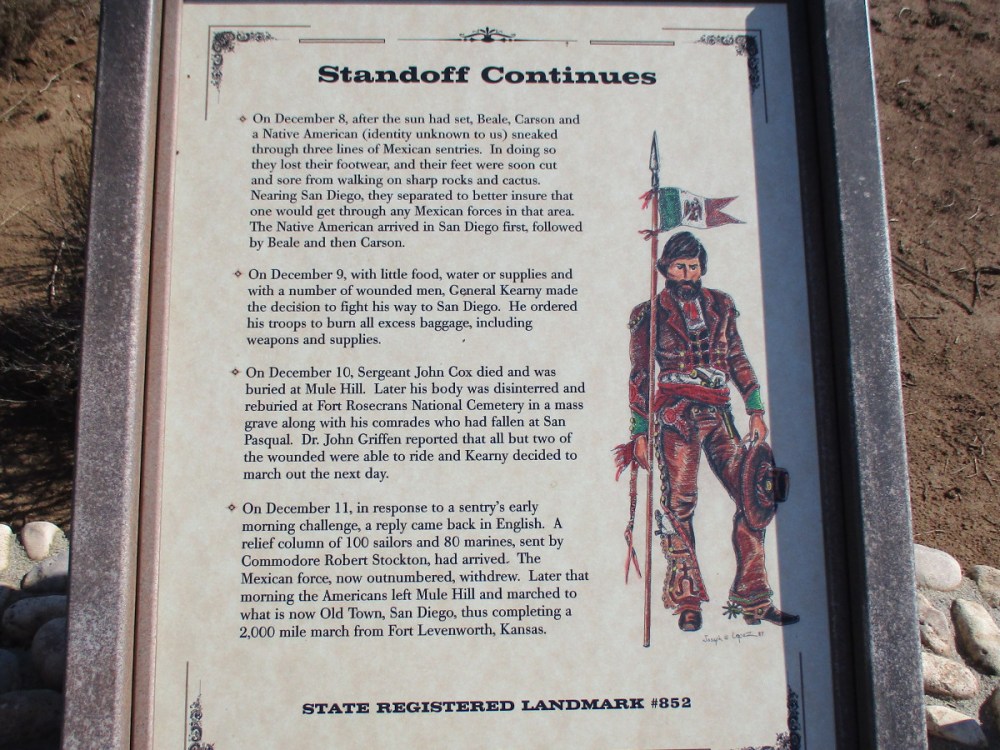 Standoff Continues
On December 8, after the sun had set, Beale, Carson and
a Native American (identity unknown to us) sneaked
through three lines of Mexican sentries. In doing so
they lost their footwear, and their feet were soon cut
and sore from walking on sharp rocks and cactus.
Nearing San Diego, they separated to better insure that
one would get through any Mexican forces in that area.
The Native American arrived in San Diego first, followed
by Beale and then Carson.
On December 9, with little food, water or supplies and
with a number of wounded men, General Kearny made
the decision to fight his way to San Diego. He ordered
his troops to burn all excess baggage, including
weapons and supplies.
On December 10, Sergeant John Cox died and was
buried at Mule Hill. Later his body was disinterred and
reburied at Fort Rosecrans National Cemetery in a mass
grave along with his comrades who had fallen at San
Pasqual. Dr. John Griffen reported that all but two of
the wounded were able to ride and Kearny decided to
march out the next day.
On December 11, in response to a sentry's early
morning challenge, a reply came back in English. A
relief column of 100 sailors and 80 marines, sent by
Commodore Robert Stockton, had arrived. The
Mexican force, now outnumbered, withdrew. Later that
morning the Americans left Mule Hill and marched to
what is now Old Town, San Diego, thus completing a
2,000 mile march from Fort Levenworth, Kansas.
Joseph
STATE REGISTERED LANDMARK #852